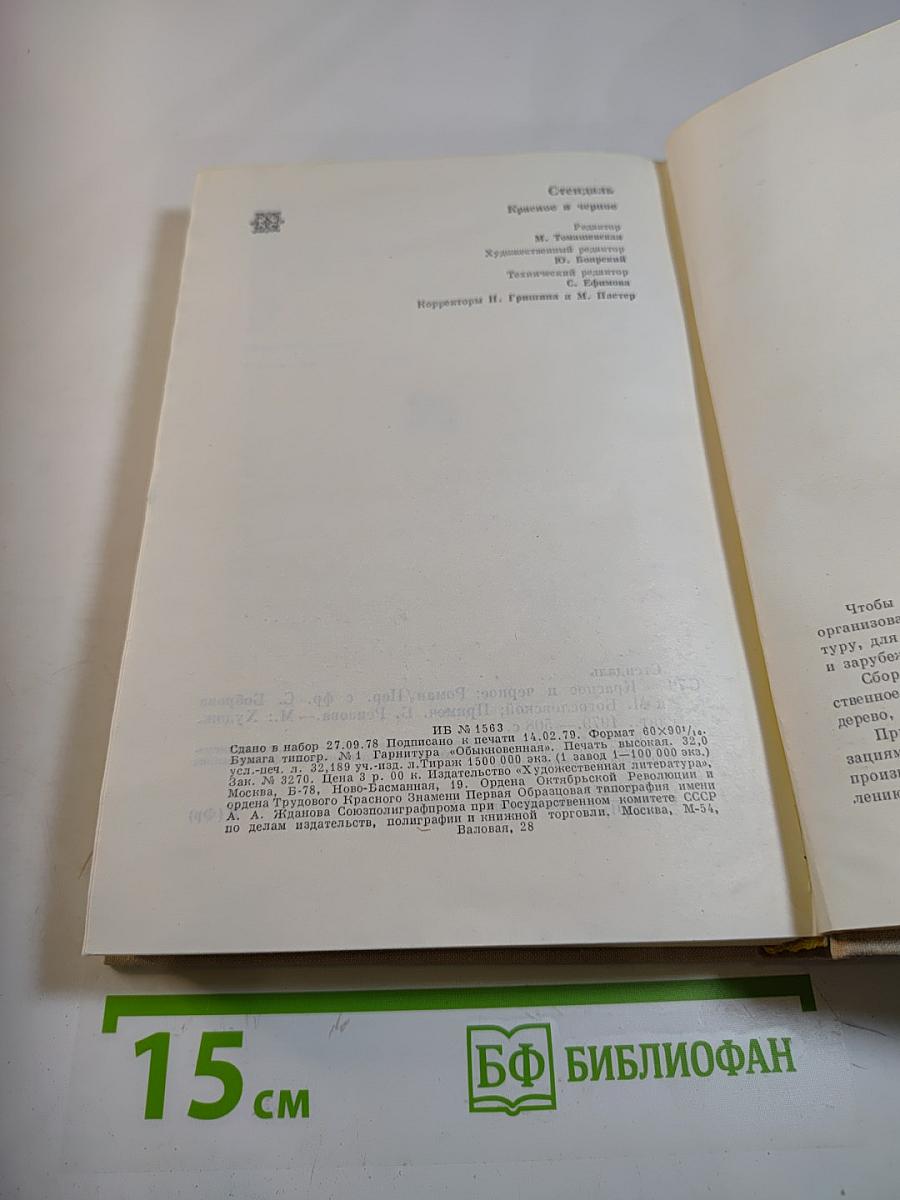 Стендаль
Красное и черное
Редактор
М. Томашевская
Художественный редактор
Ю. Боярский
Технический редактор
С. Ефимова
Корректоры Н. Гришина и М. Пастер
ИБ № 1563
Сдано в набор 27.09.78 Подписано к печати 14.02.79. Формат 60×90¹/₁₆.
Бумага типогр. № 1 Гарнитура «Обыкновенная». Печать высокая. 32,0
усл.-печ. л. 32,189 уч.-изд. л. Тираж 1500 000 экз. (1 завод 1—100 000 экз.)
Зак. № 3270. Цена 3 р. 00 к. Издательство «Художественная литература»,
Москва, Б-78, Ново-Басманная, 19. Ордена Октябрьской Революции и
ордена Трудового Красного Знамени Первая Образцовая типография имени
А. А. Жданова Союзполиграфпрома при Государственном комитете СССР
по делам издательств, полиграфии и книжной торговли. Москва, М-54,
Валовая, 28
Чтобы
организова
туру, для
и зарубеж
Сбор
ственное
дерево,
Пр
зациям
произ
лению
15 см
БФ БИБЛИОФАН